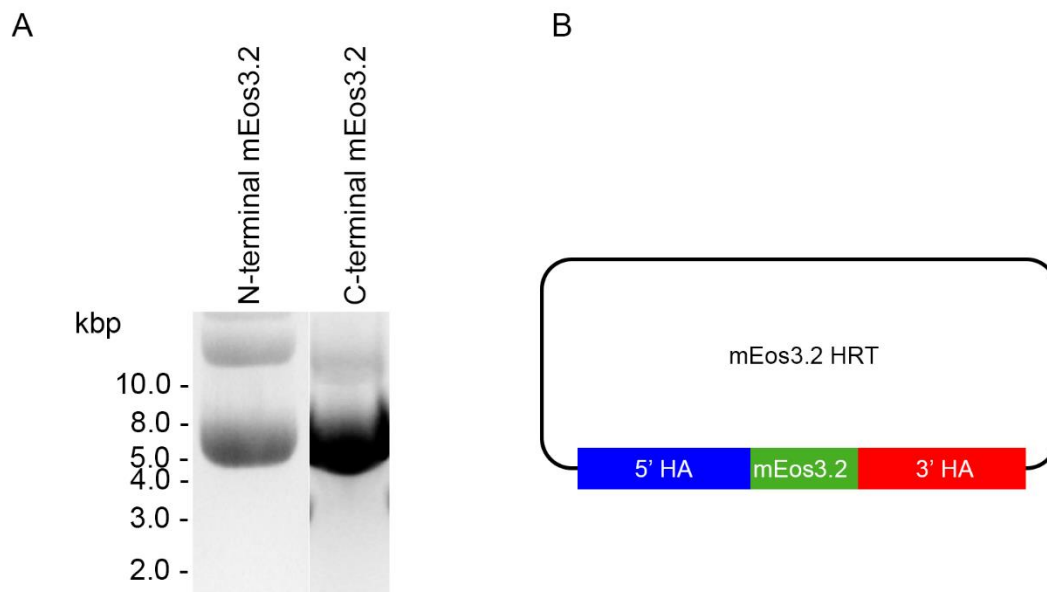 A
B
N-terminal mEos3.2
C-terminal mEos3.2
kbp
10.0 -
8.0 -
5.0 -
4.0 -
3.0 -
2.0 -
mEos3.2 HRT
5' HA
mEos3.2
3' HA